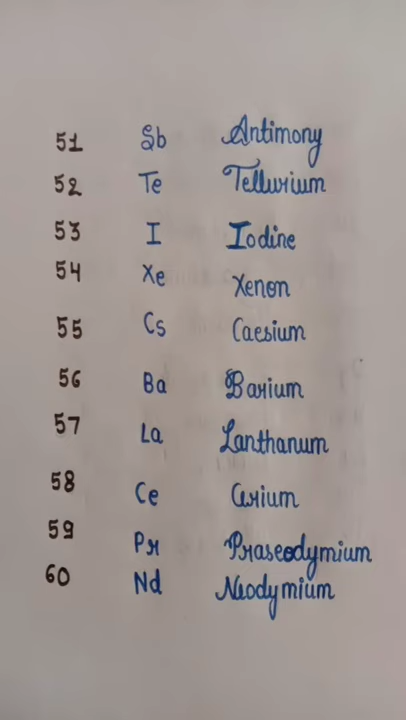 51 Sb Antimony
52 Te Tellurium
53 I Iodine
54 Xe Xenon
55 Cs Caesium
56 Ba Barium
57 La Lanthanum
58 Ce Cerium
59 Pr Praseodymium
60 Nd Neodymium